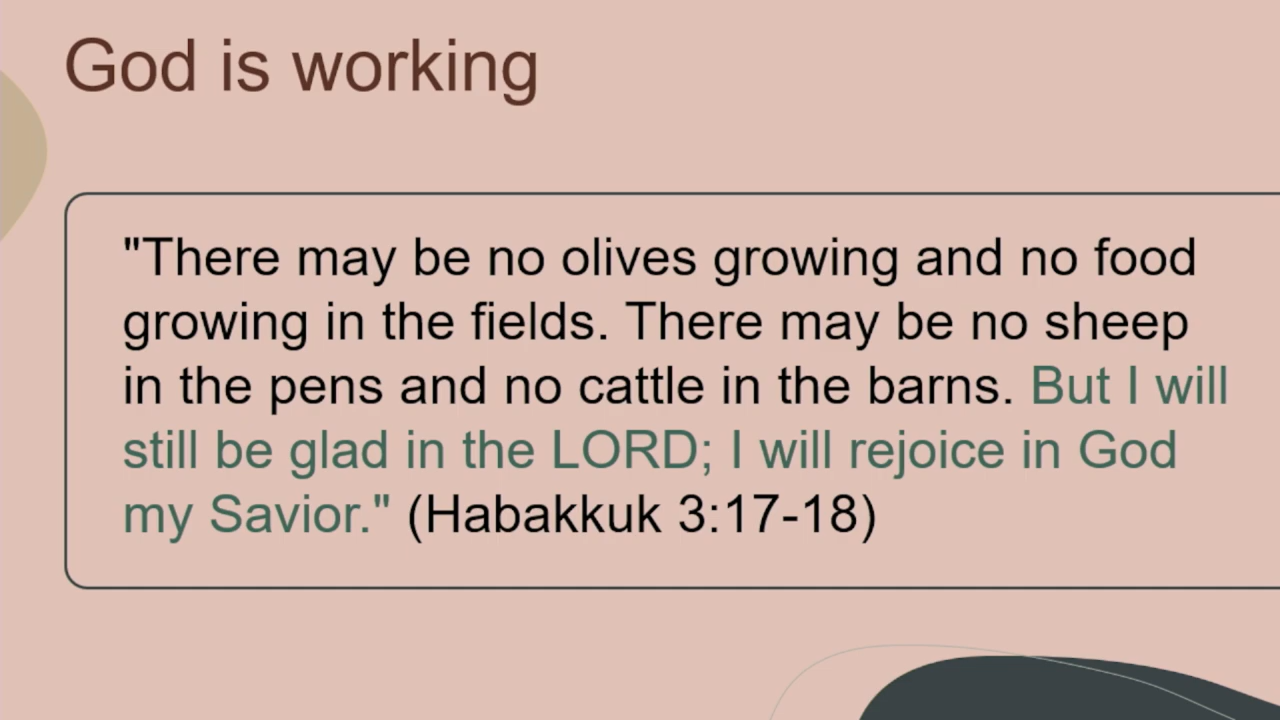 God is working
"There may be no olives growing and no food
growing in the fields. There may be no sheep
in the pens and no cattle in the barns. But I will
still be glad in the LORD; I will rejoice in God
my Savior." (Habakkuk 3:17-18)